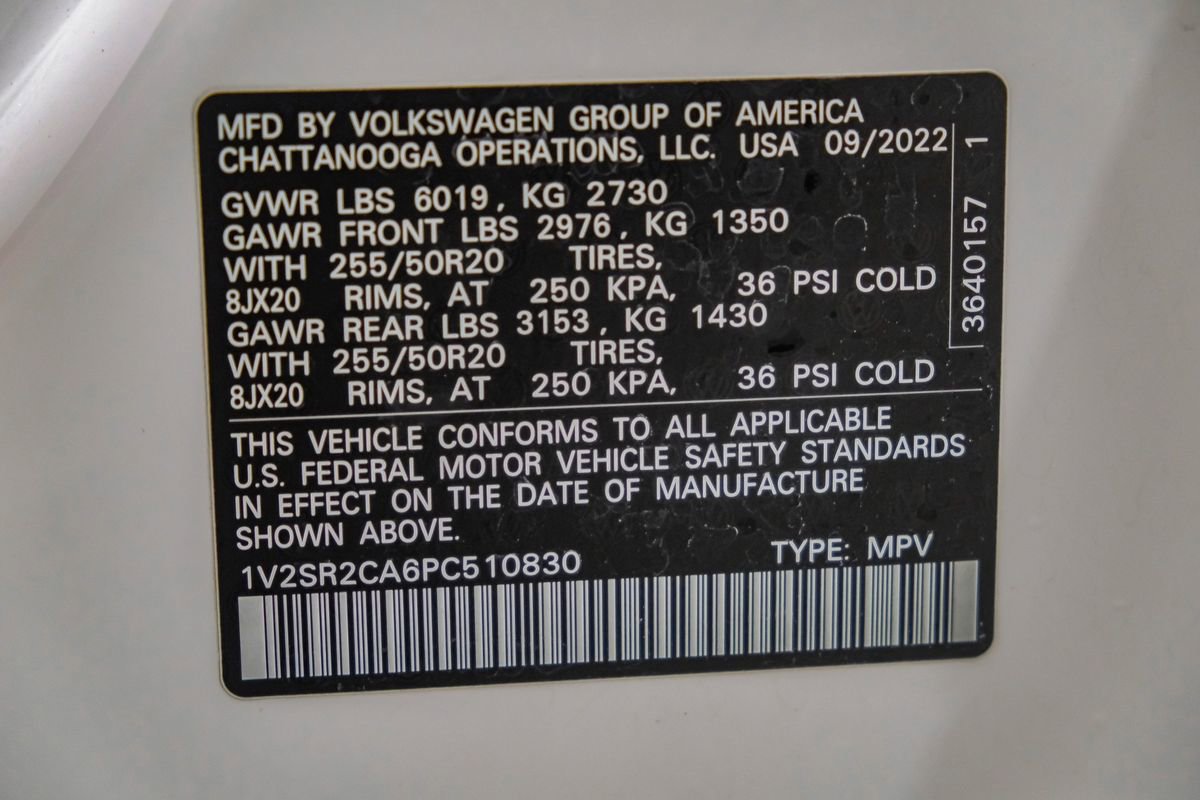 MFD BY VOLKSWAGEN GROUP OF AMERICA
CHATTANOOGA OPERATIONS, LLC. USA 09/2022
GVWR LBS 6019, KG 2730
GAWR FRONT LBS 2976, KG 1350
WITH 255/50R20 TIRES,
8JX20 RIMS, AT 250 KPA, 36 PSI COLD
GAWR REAR LBS 3153, KG 1430
WITH 255/50R20 TIRES,
8JX20 RIMS, AT 250 KPA, 36 PSI COLD
3640157 1 1
THIS VEHICLE CONFORMS TO ALL APPLICABLE
U.S. FEDERAL MOTOR VEHICLE SAFETY STANDARDS
IN EFFECT ON THE DATE OF MANUFACTURE
SHOWN ABOVE.
1V2SR2CA6PC510830 TYPE: MPV